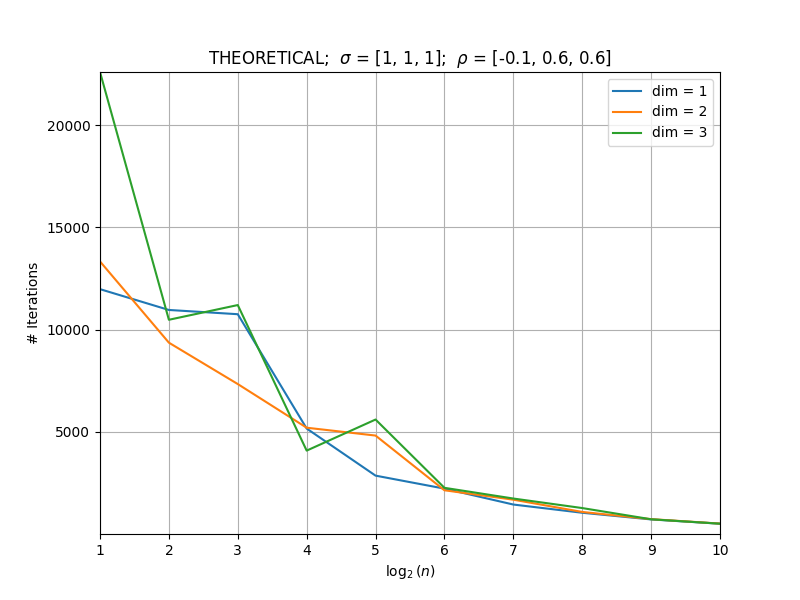 THEORETICAL;  σ = [1, 1, 1];  ρ = [-0.1, 0.6, 0.6]
dim = 1
dim = 2
dim = 3
20000
15000
10000
5000
# Iterations
1 2 3 4 5 6 7 8 9 10
log₂ (n)